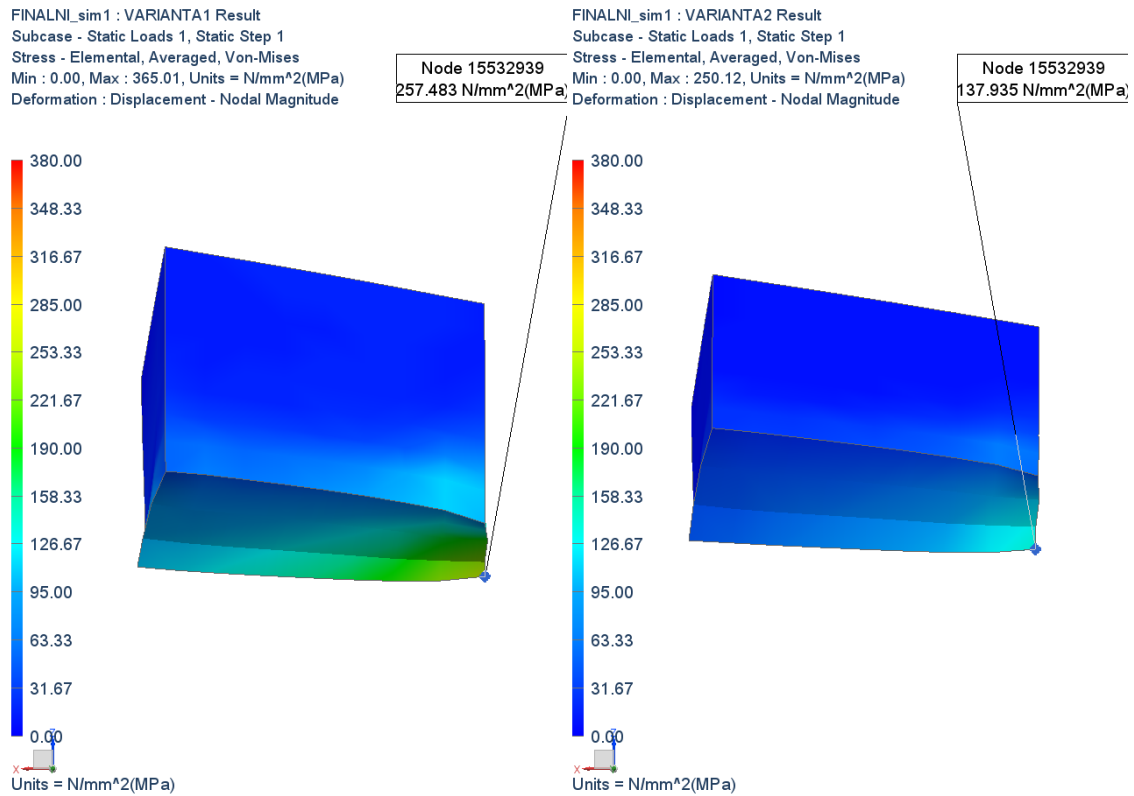 FINALNI_sim1 : VARIANTA1 Result
Subcase - Static Loads 1, Static Step 1
Stress - Elemental, Averaged, Von-Mises
Min : 0.00, Max : 365.01, Units = N/mm^2(MPa)
Deformation : Displacement - Nodal Magnitude
Node 15532939
257.483 N/mm^2(MPa)
380.00
348.33
316.67
285.00
253.33
221.67
190.00
158.33
126.67
95.00
63.33
31.67
0.00
X
Units = N/mm^2(MPa)
FINALNI_sim1 : VARIANTA2 Result
Subcase - Static Loads 1, Static Step 1
Stress - Elemental, Averaged, Von-Mises
Min : 0.00, Max : 250.12, Units = N/mm^2(MPa)
Deformation : Displacement - Nodal Magnitude
Node 15532939
137.935 N/mm^2(MPa)
380.00
348.33
316.67
285.00
253.33
221.67
190.00
158.33
126.67
95.00
63.33
31.67
0.00
X
Units = N/mm^2(MPa)